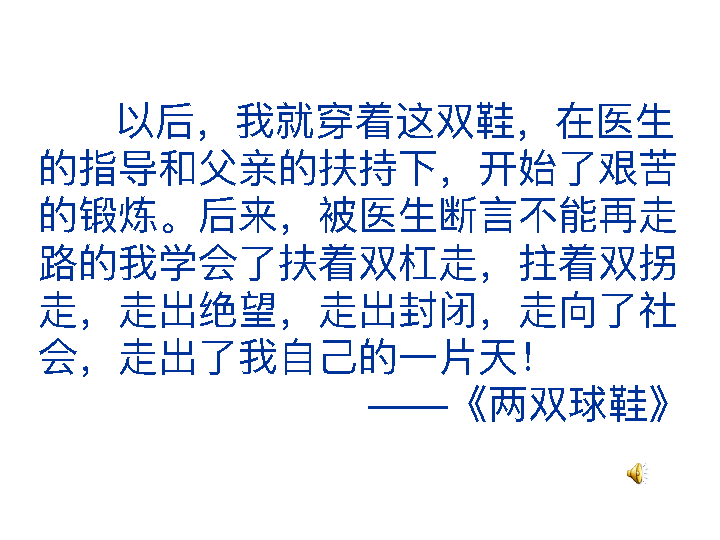 以后，我就穿着这双鞋，在医生
的指导和父亲的扶持下，开始了艰苦
的锻炼。后来，被医生断言不能再走
路的我学会了扶着双杠走，拄着双拐
走，走出绝望，走出封闭，走向了社
会，走出了我自己的一片天！
——《两双球鞋》